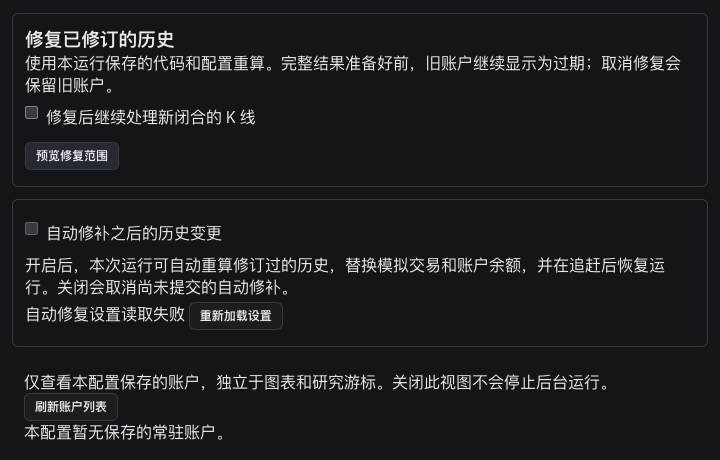 修复已修订的历史
使用本运行保存的代码和配置重算。完整结果准备好前，旧账户继续显示为过期；取消修复会
保留旧账户。
修复后继续处理新闭合的 K 线
预览修复范围
自动修补之后的历史变更
开启后，本次运行可自动重算修订过的历史，替换模拟交易和账户余额，并在追赶后恢复运
行。关闭会取消尚未提交的自动修补。
自动修复设置读取失败 重新加载设置
仅查看本配置保存的账户，独立于图表和研究游标。关闭此视图不会停止后台运行。
刷新账户列表
本配置暂无保存的常驻账户。